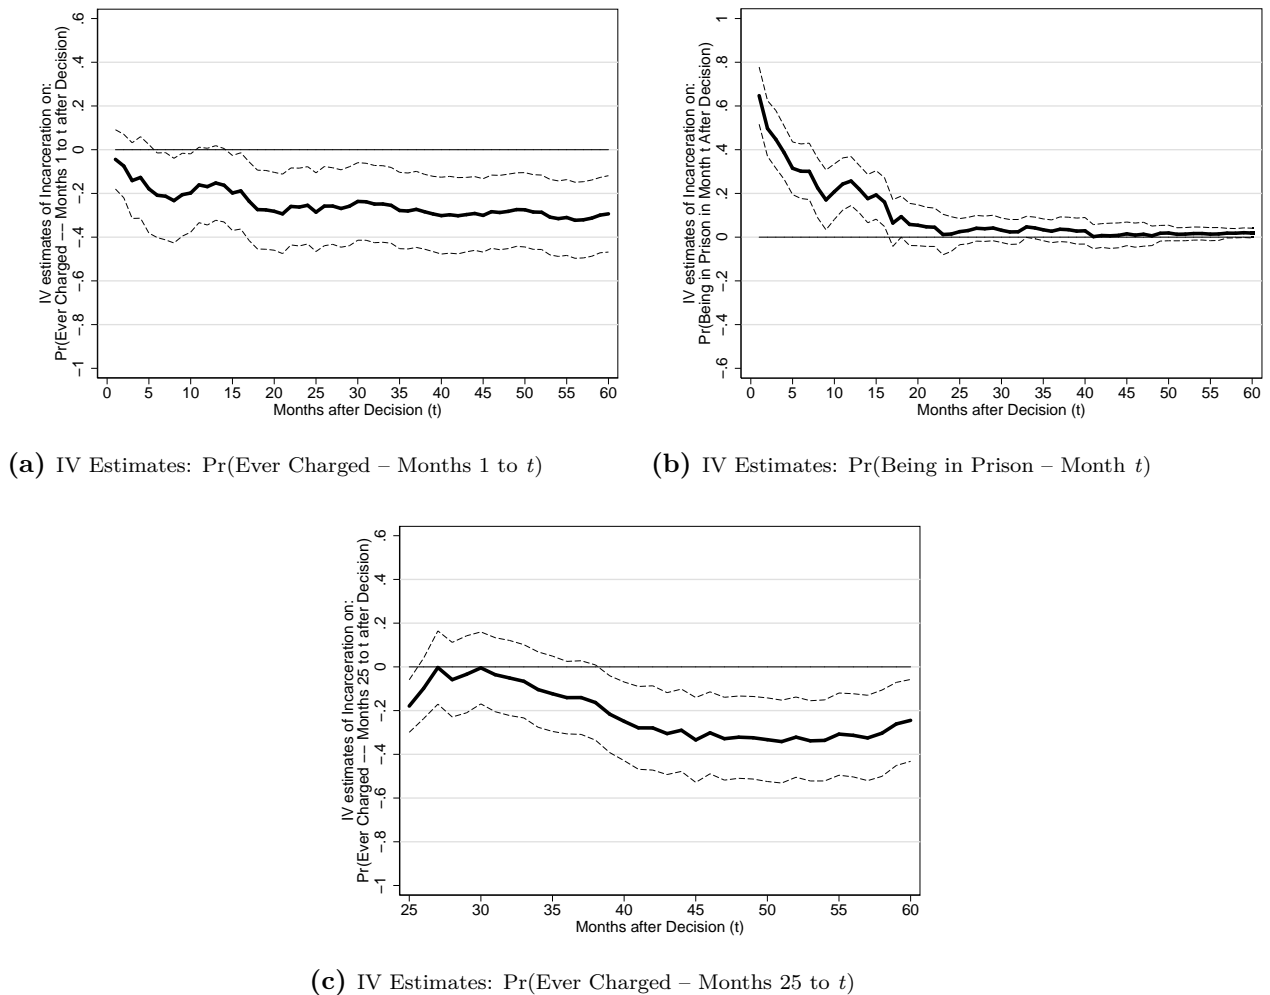 IV estimates of Incarceration on:
Pr(Ever Charged −− Months 1 to t after Decision)
.6
.4
.2
0
−.2
−.4
−.6
−.8
−1
0 5 10 15 20 25 30 35 40 45 50 55 60
Months after Decision (t)
(a) IV Estimates: Pr(Ever Charged – Months 1 to t)
IV estimates of Incarceration on:
Pr(Being in Prison in Month t After Decision)
1
.8
.6
.4
.2
0
−.2
−.4
−.6
0 5 10 15 20 25 30 35 40 45 50 55 60
Months after Decision (t)
(b) IV Estimates: Pr(Being in Prison – Month t)
IV estimates of Incarceration on:
Pr(Ever Charged −− Months 25 to t after Decision)
.6
.4
.2
0
−.2
−.4
−.6
−.8
−1
25 30 35 40 45 50 55 60
Months after Decision (t)
(c) IV Estimates: Pr(Ever Charged – Months 25 to t)